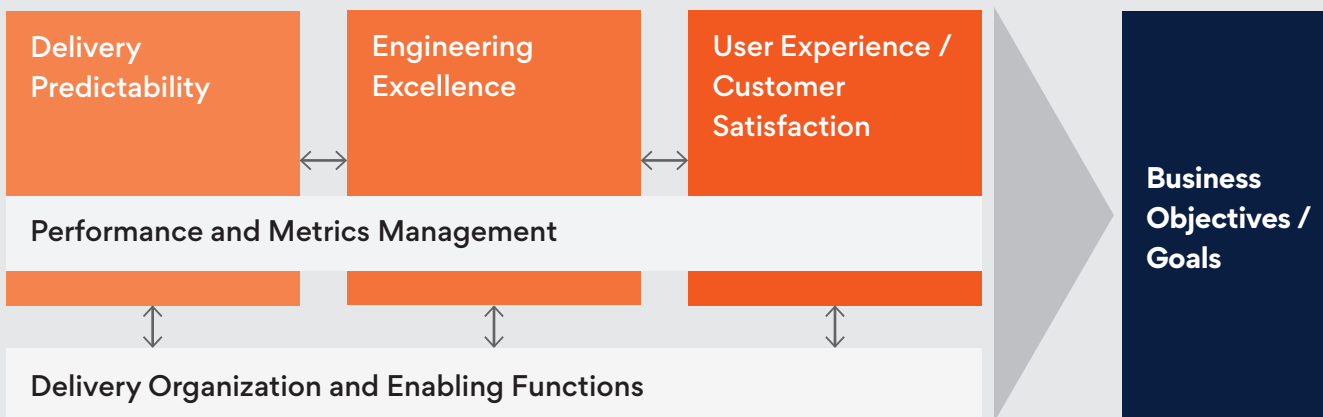 Delivery
Predictability
Engineering
Excellence
User Experience /
Customer
Satisfaction
Performance and Metrics Management
Delivery Organization and Enabling Functions
Business
Objectives /
Goals